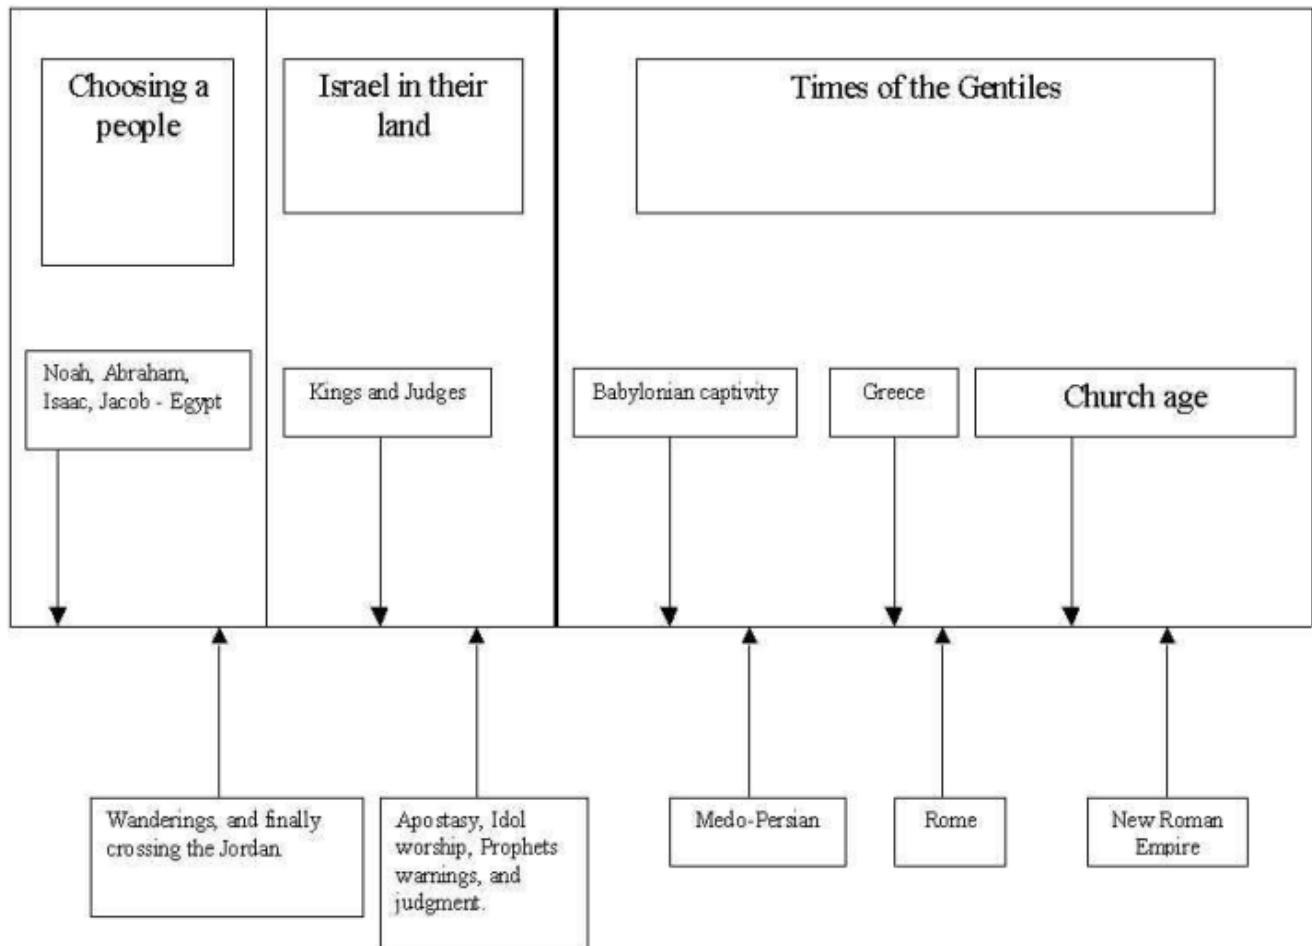 Choosing a
people
Israel in their
land
Times of the Gentiles
Noah, Abraham,
Isaac, Jacob - Egypt
Kings and Judges
Babylonian captivity
Greece
Church age
Wanderings, and finally
crossing the Jordan
Apostasy, Idol
worship, Prophets
warnings, and
judgment.
Medo-Persian
Rome
New Roman
Empire